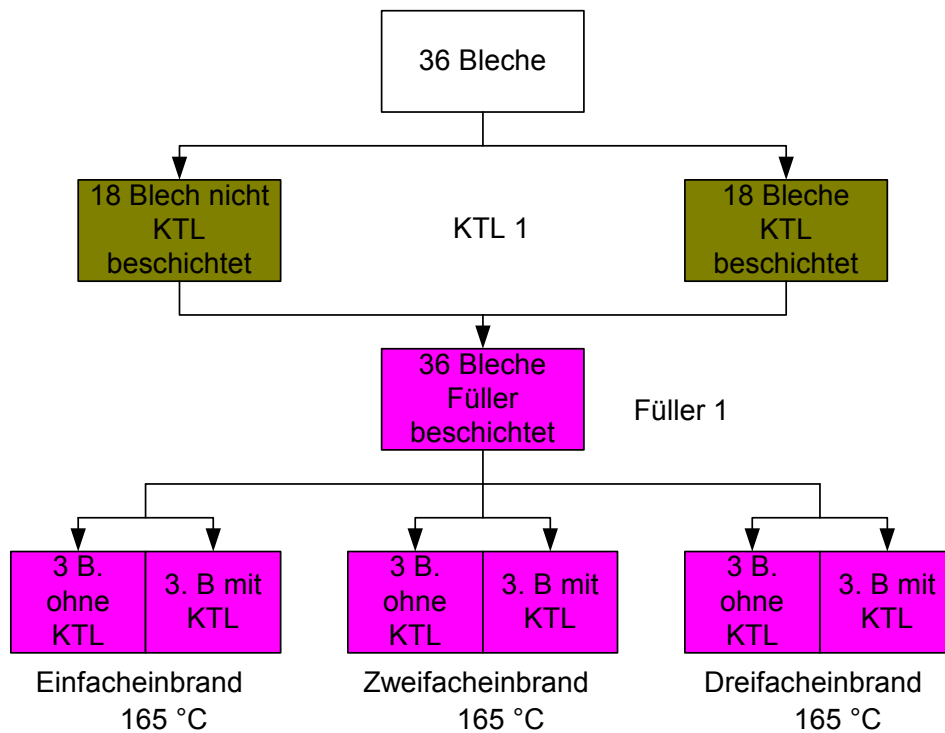 36 Bleche
18 Blech nicht
KTL
beschichtet
KTL 1
18 Bleche
KTL
beschichtet
36 Bleche
Füller
beschichtet
Füller 1
3 B.
ohne
KTL
3. B mit
KTL
3 B.
ohne
KTL
3. B mit
KTL
3 B.
ohne
KTL
3. B mit
KTL
Einfacheinbrand
165 °C
Zweifacheinbrand
165 °C
Dreifacheinbrand
165 °C